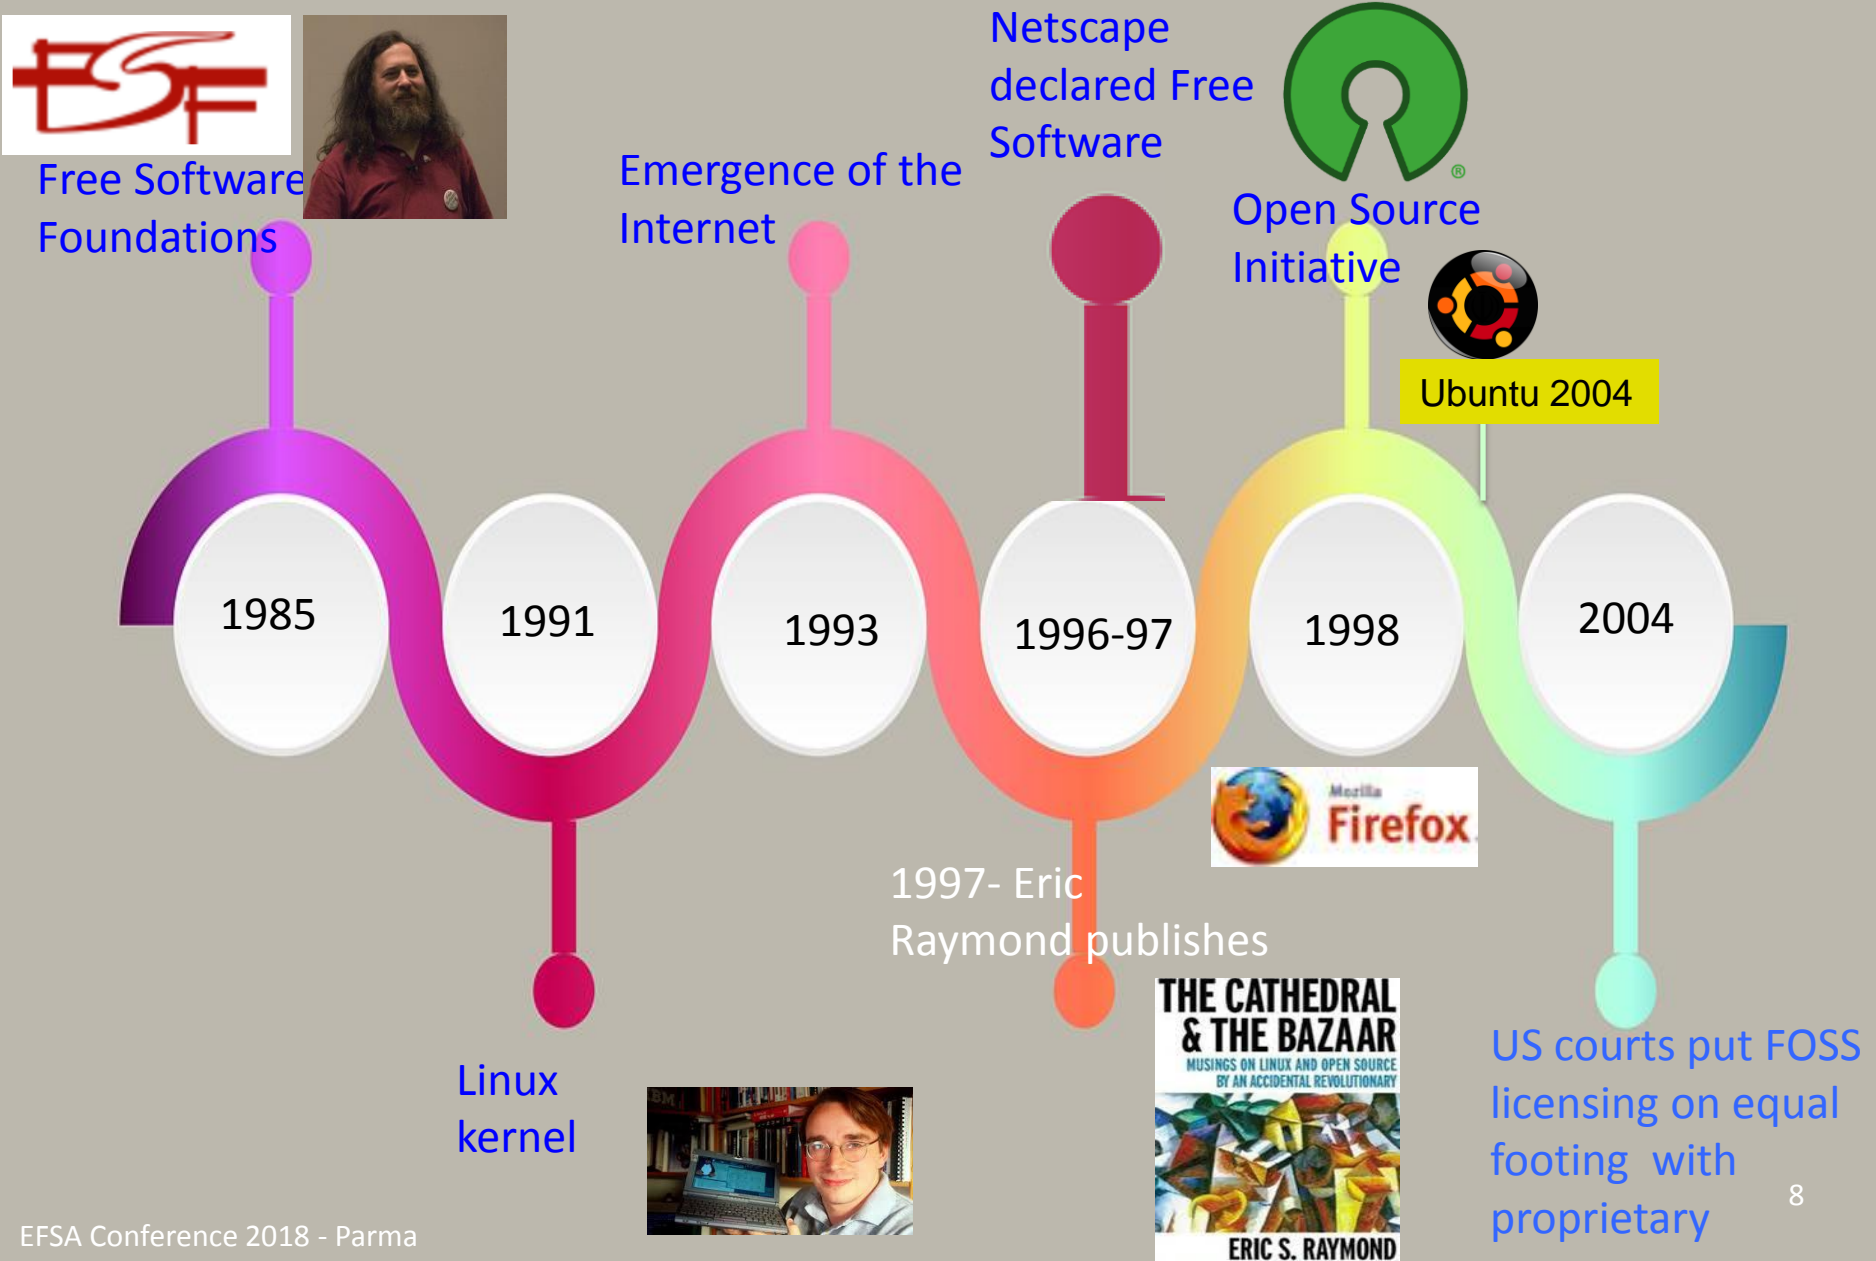 FSF
Free Software
Foundations
Emergence of the
Internet
Netscape
declared Free
Software
®
Open Source
Initiative
Ubuntu 2004
1985
1991
1993
1996-97
1998
2004
Mozilla
Firefox
1997- Eric
Raymond publishes
THE CATHEDRAL
& THE BAZAAR
MUSINGS ON LINUX AND OPEN SOURCE
BY AN ACCIDENTAL REVOLUTIONARY
ERIC S. RAYMOND
Linux
kernel
IBM
US courts put FOSS
licensing on equal
footing with
proprietary
8
EFSA Conference 2018 - Parma